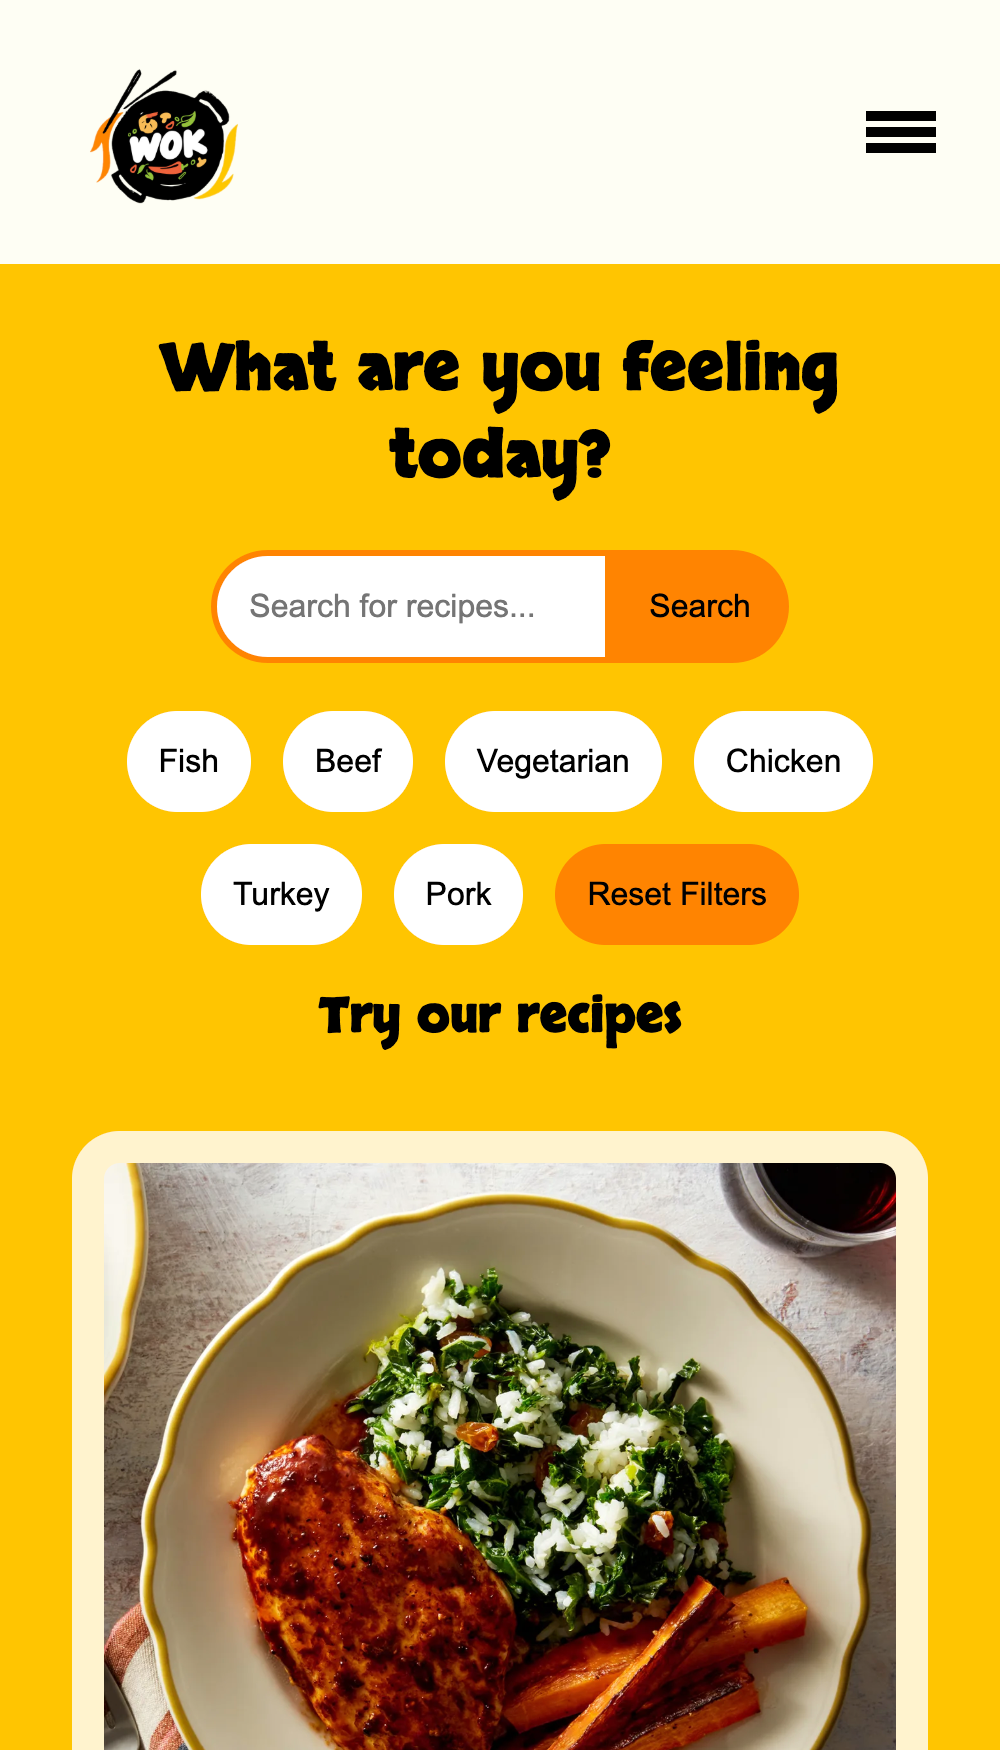 WOK
What are you feeling
today?
Search for recipes... Search
Fish Beef Vegetarian Chicken
Turkey Pork Reset Filters
Try our recipes